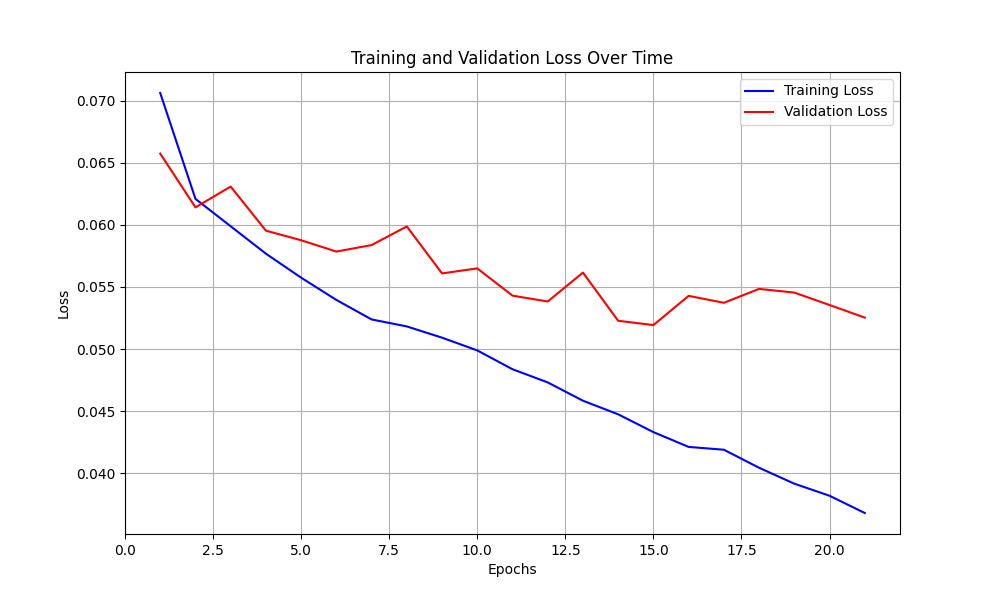 Training and Validation Loss Over Time
Training Loss
Validation Loss
0.070
0.065
0.060
0.055
0.050
0.045
0.040
Loss
0.0 2.5 5.0 7.5 10.0 12.5 15.0 17.5 20.0
Epochs